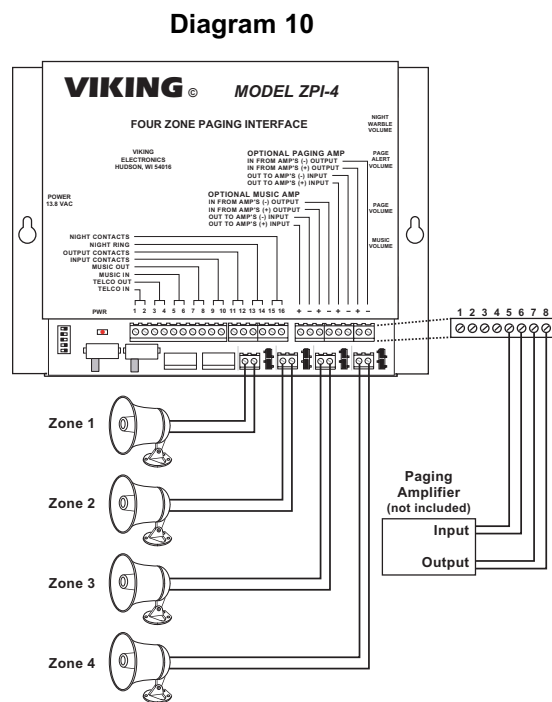 Diagram 10
VIKING © MODEL ZPI-4
FOUR ZONE PAGING INTERFACE
VIKING
ELECTRONICS
HUDSON, WI 54016
NIGHT
WARBLE
VOLUME
PAGE
ALERT
VOLUME
PAGE
VOLUME
MUSIC
VOLUME
POWER
13.8 VAC
OPTIONAL PAGING AMP
IN FROM AMP'S (-) OUTPUT
IN FROM AMP'S (+) OUTPUT
OUT TO AMP'S (-) INPUT
OUT TO AMP'S (+) INPUT
OPTIONAL MUSIC AMP
IN FROM AMP'S (-) OUTPUT
IN FROM AMP'S (+) OUTPUT
OUT TO AMP'S (-) INPUT
OUT TO AMP'S (+) INPUT
NIGHT CONTACTS
NIGHT RING
OUTPUT CONTACTS
INPUT CONTACTS
MUSIC OUT
MUSIC IN
TELCO OUT
TELCO IN
PWR
1 2 3 4 5 6 7 8 9 10 11 12 13 14 15 16 + − + − + − + −
1 2 3 4 5 6 7 8
Zone 1
Zone 2
Zone 3
Zone 4
Paging
Amplifier
(not included)
Input
Output